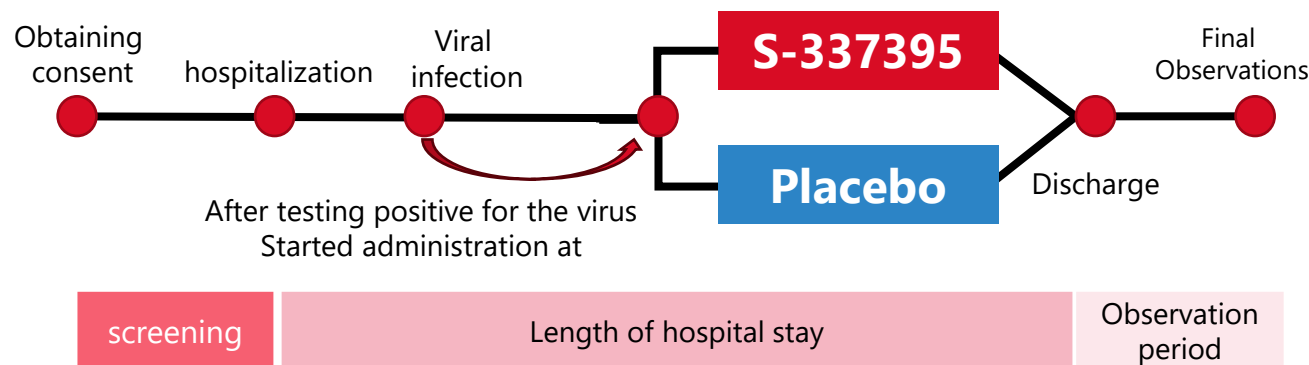 Obtaining
consent
hospitalization
Viral
infection
S-337395
Placebo
Final
Observations
Discharge
After testing positive for the virus
Started administration at
screening
Length of hospital stay
Observation
period